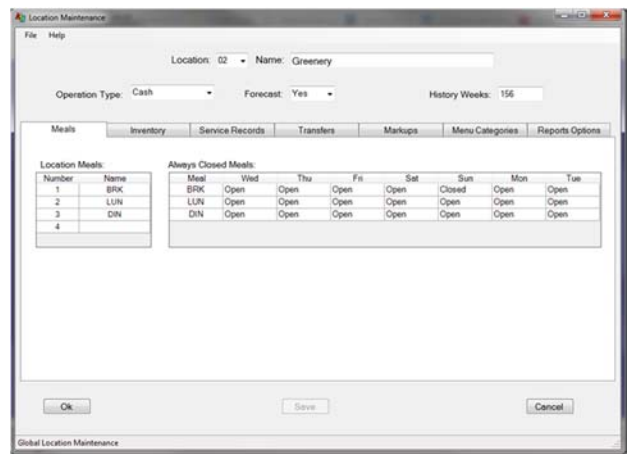 Location Maintenance
File Help
Location: 02 Name: Greenery
Operation Type: Cash Forecast: Yes History Weeks: 156
Meals Inventory Service Records Transfers Markups Menu Categories Reports Options
Location Meals: Always Closed Meals:
Number Name Meal Wed Thu Fri Sat Sun Mon Tue
1 BRK BRK Open Open Open Open Closed Open Open
2 LUN LUN Open Open Open Open Open Open Open
3 DIN DIN Open Open Open Open Open Open Open
4
Ok Save Cancel
Global Location Maintenance